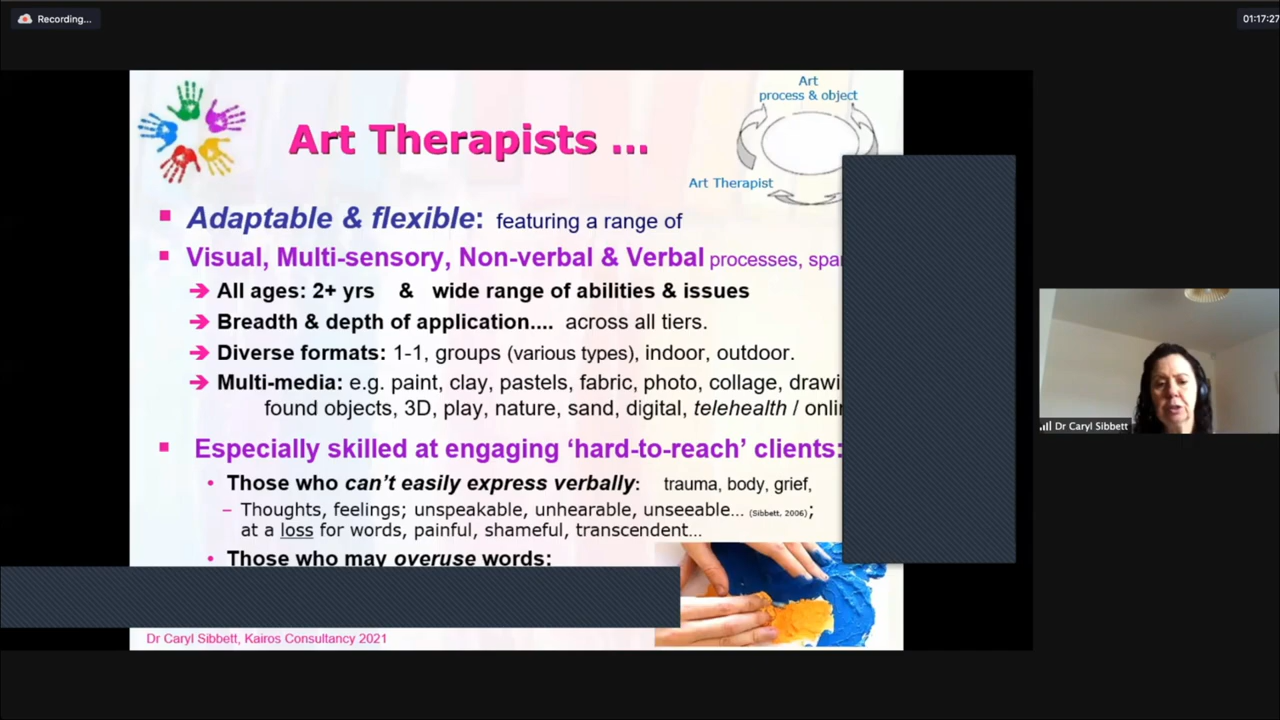 Recording...
01:17:27
Art
process & object
Art Therapists ...
Art Therapist
Adaptable & flexible: featuring a range of
Visual, Multi-sensory, Non-verbal & Verbal processes,
All ages: 2+ yrs & wide range of abilities & issues
Breadth & depth of application.... across all tiers.
Diverse formats: 1-1, groups (various types), indoor, outdoor.
Multi-media: e.g. paint, clay, pastels, fabric, photo, collage,
found objects, 3D, play, nature, sand, digital, telehealth /
Especially skilled at engaging ‘hard-to-reach’ clients:
Those who can’t easily express verbally: trauma, body, grief,
– Thoughts, feelings; unspeakable, unhearable, unseeable... (Sibbett, 2006);
at a loss for words, painful, shameful, transcendent...
Those who may overuse words:
Dr Caryl Sibbett, Kairos Consultancy 2021
Dr Caryl Sibbett